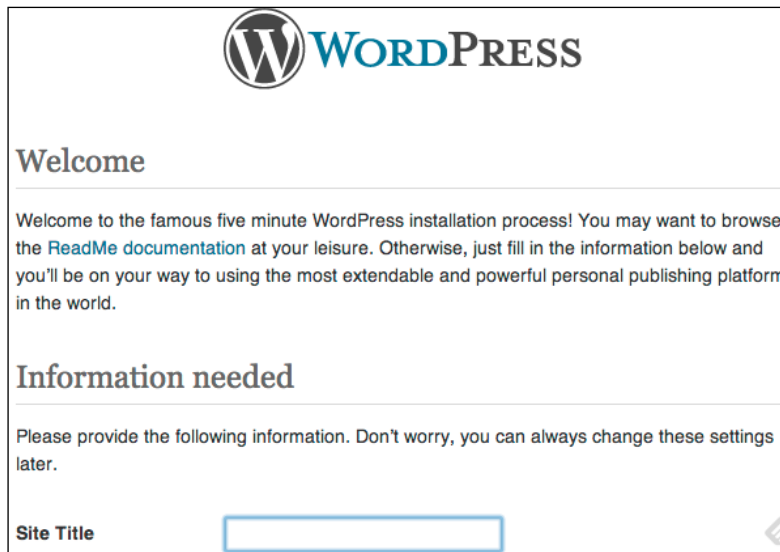 WORDPRESS
Welcome
Welcome to the famous five minute WordPress installation process! You may want to browse
the ReadMe documentation at your leisure. Otherwise, just fill in the information below and
you'll be on your way to using the most extendable and powerful personal publishing platform
in the world.
Information needed
Please provide the following information. Don't worry, you can always change these settings
later.
Site Title